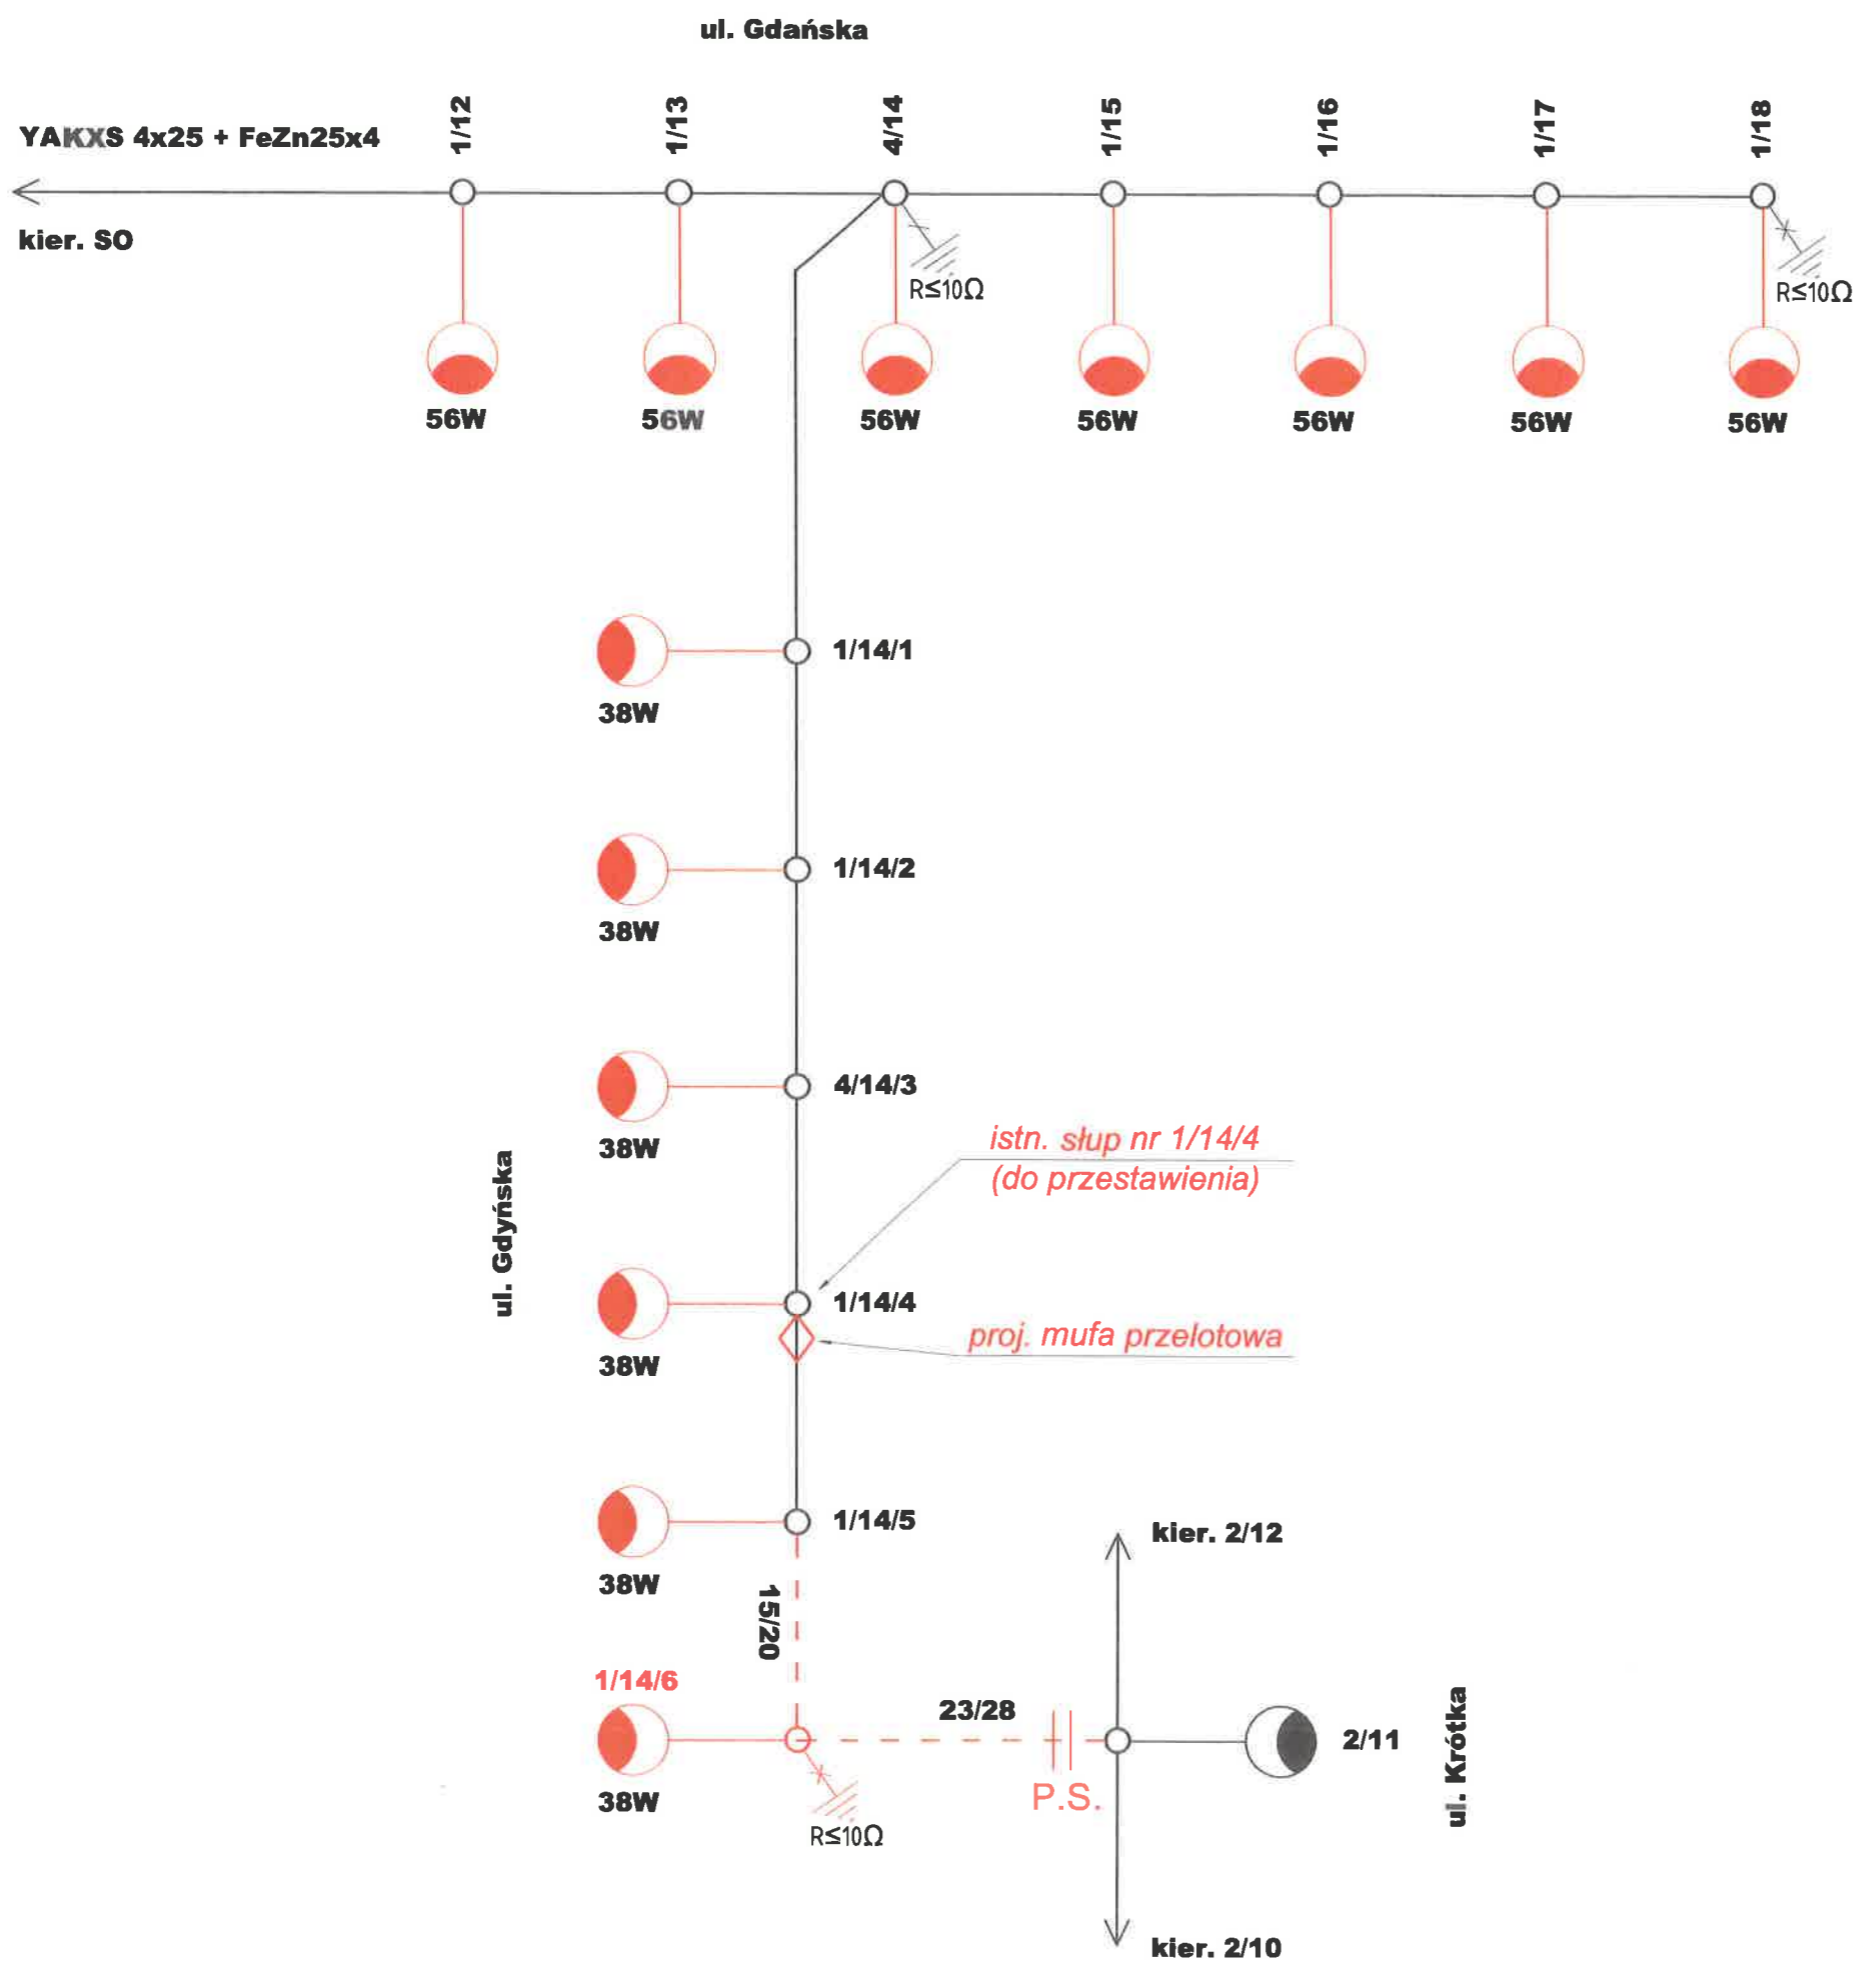 ul. Gdańska
YAKXS 4x25 + FeZn25x4
kier. SO
1/12
1/13
4/14
1/15
1/16
1/17
1/18
R≤10Ω
R≤10Ω
56W
56W
56W
56W
56W
56W
56W
1/14/1
38W
1/14/2
38W
4/14/3
38W
ul. Gdyńska
istn. słup nr 1/14/4
(do przestawienia)
1/14/4
proj. mufa przelotowa
38W
1/14/5
38W
15/20
kier. 2/12
1/14/6
38W
R≤10Ω
23/28
P.S.
2/11
ul. Krótka
kier. 2/10